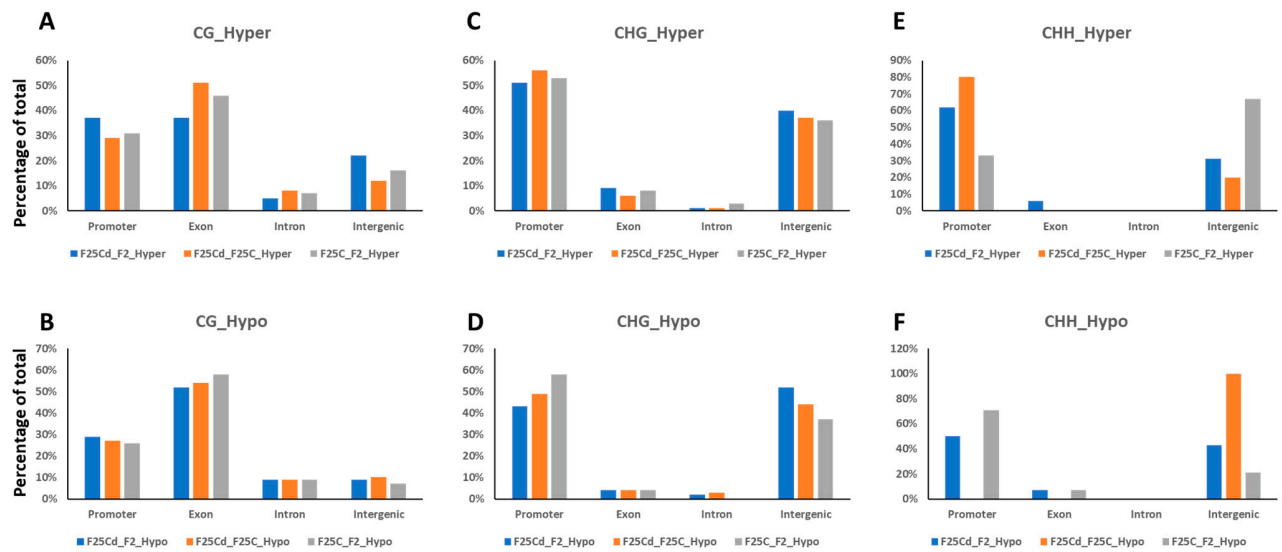 A
CG_Hyper
Percentage of total
60%
50%
40%
30%
20%
10%
0%
Promoter Exon Intron Intergenic
F25Cd_F2_Hyper F25Cd_F25C_Hyper F25C_F2_Hyper
C
CHG_Hyper
60%
50%
40%
30%
20%
10%
0%
Promoter Exon Intron Intergenic
F25Cd_F2_Hyper F25Cd_F25C_Hyper F25C_F2_Hyper
E
CHH_Hyper
90%
80%
70%
60%
50%
40%
30%
20%
10%
0%
Promoter Exon Intron Intergenic
F25Cd_F2_Hyper F25Cd_F25C_Hyper F25C_F2_Hyper
B
CG_Hypo
Percentage of total
70%
60%
50%
40%
30%
20%
10%
0%
Promoter Exon Intron Intergenic
F25Cd_F2_Hypo F25Cd_F25C_Hypo F25C_F2_Hypo
D
CHG_Hypo
70%
60%
50%
40%
30%
20%
10%
0%
Promoter Exon Intron Intergenic
F25Cd_F2_Hypo F25Cd_F25C_Hypo F25C_F2_Hypo
F
CHH_Hypo
120%
100%
80%
60%
40%
20%
0%
Promoter Exon Intron Intergenic
F25Cd_F2_Hypo F25Cd_F25C_Hypo F25C_F2_Hypo